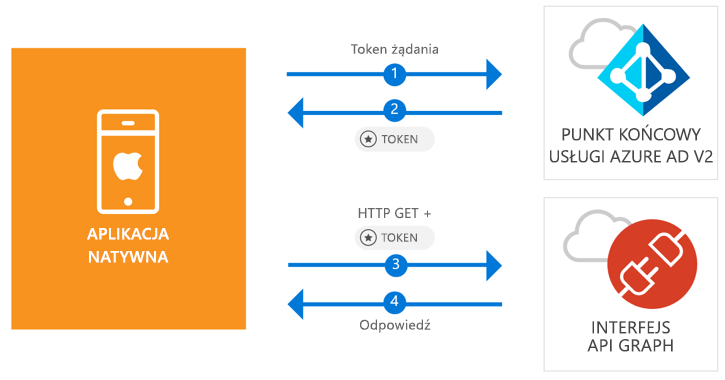 APLIKACJA
NATYWNA
Token żądania
1
2
TOKEN
HTTP GET +
TOKEN
3
4
Odpowiedź
PUNKT KOŃCOWY
USŁUGI AZURE AD V2
INTERFEJS
API GRAPH